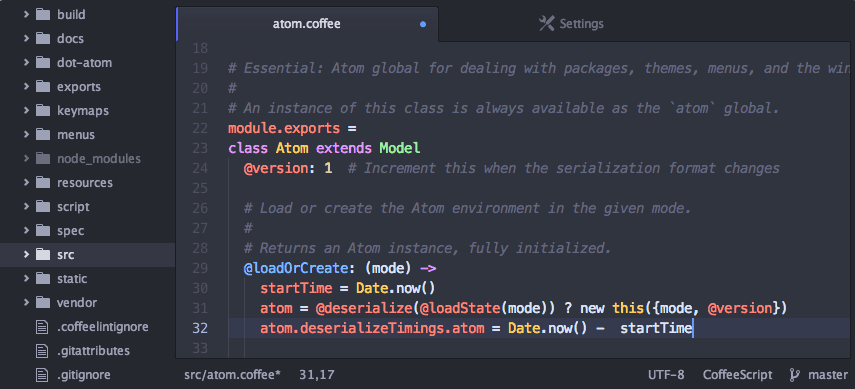 build
docs
dot-atom
exports
keymaps
menus
node_modules
resources
script
spec
src
static
vendor
.coffeelintignore
.gitattributes
.gitignore
atom.coffee
Settings
18
19 # Essential: Atom global for dealing with packages, themes, menus, and the win
20 #
21 # An instance of this class is always available as the `atom` global.
22 module.exports =
23 class Atom extends Model
24 @version: 1  # Increment this when the serialization format changes
25
26 # Load or create the Atom environment in the given mode.
27 #
28 # Returns an Atom instance, fully initialized.
29 @loadOrCreate: (mode) ->
30 startTime = Date.now()
31 atom = @deserialize(@loadState(mode)) ? new this({mode, @version})
32 atom.deserializeTimings.atom = Date.now() -  startTime
33
src/atom.coffee* 31,17 UTF-8 CoffeeScript master